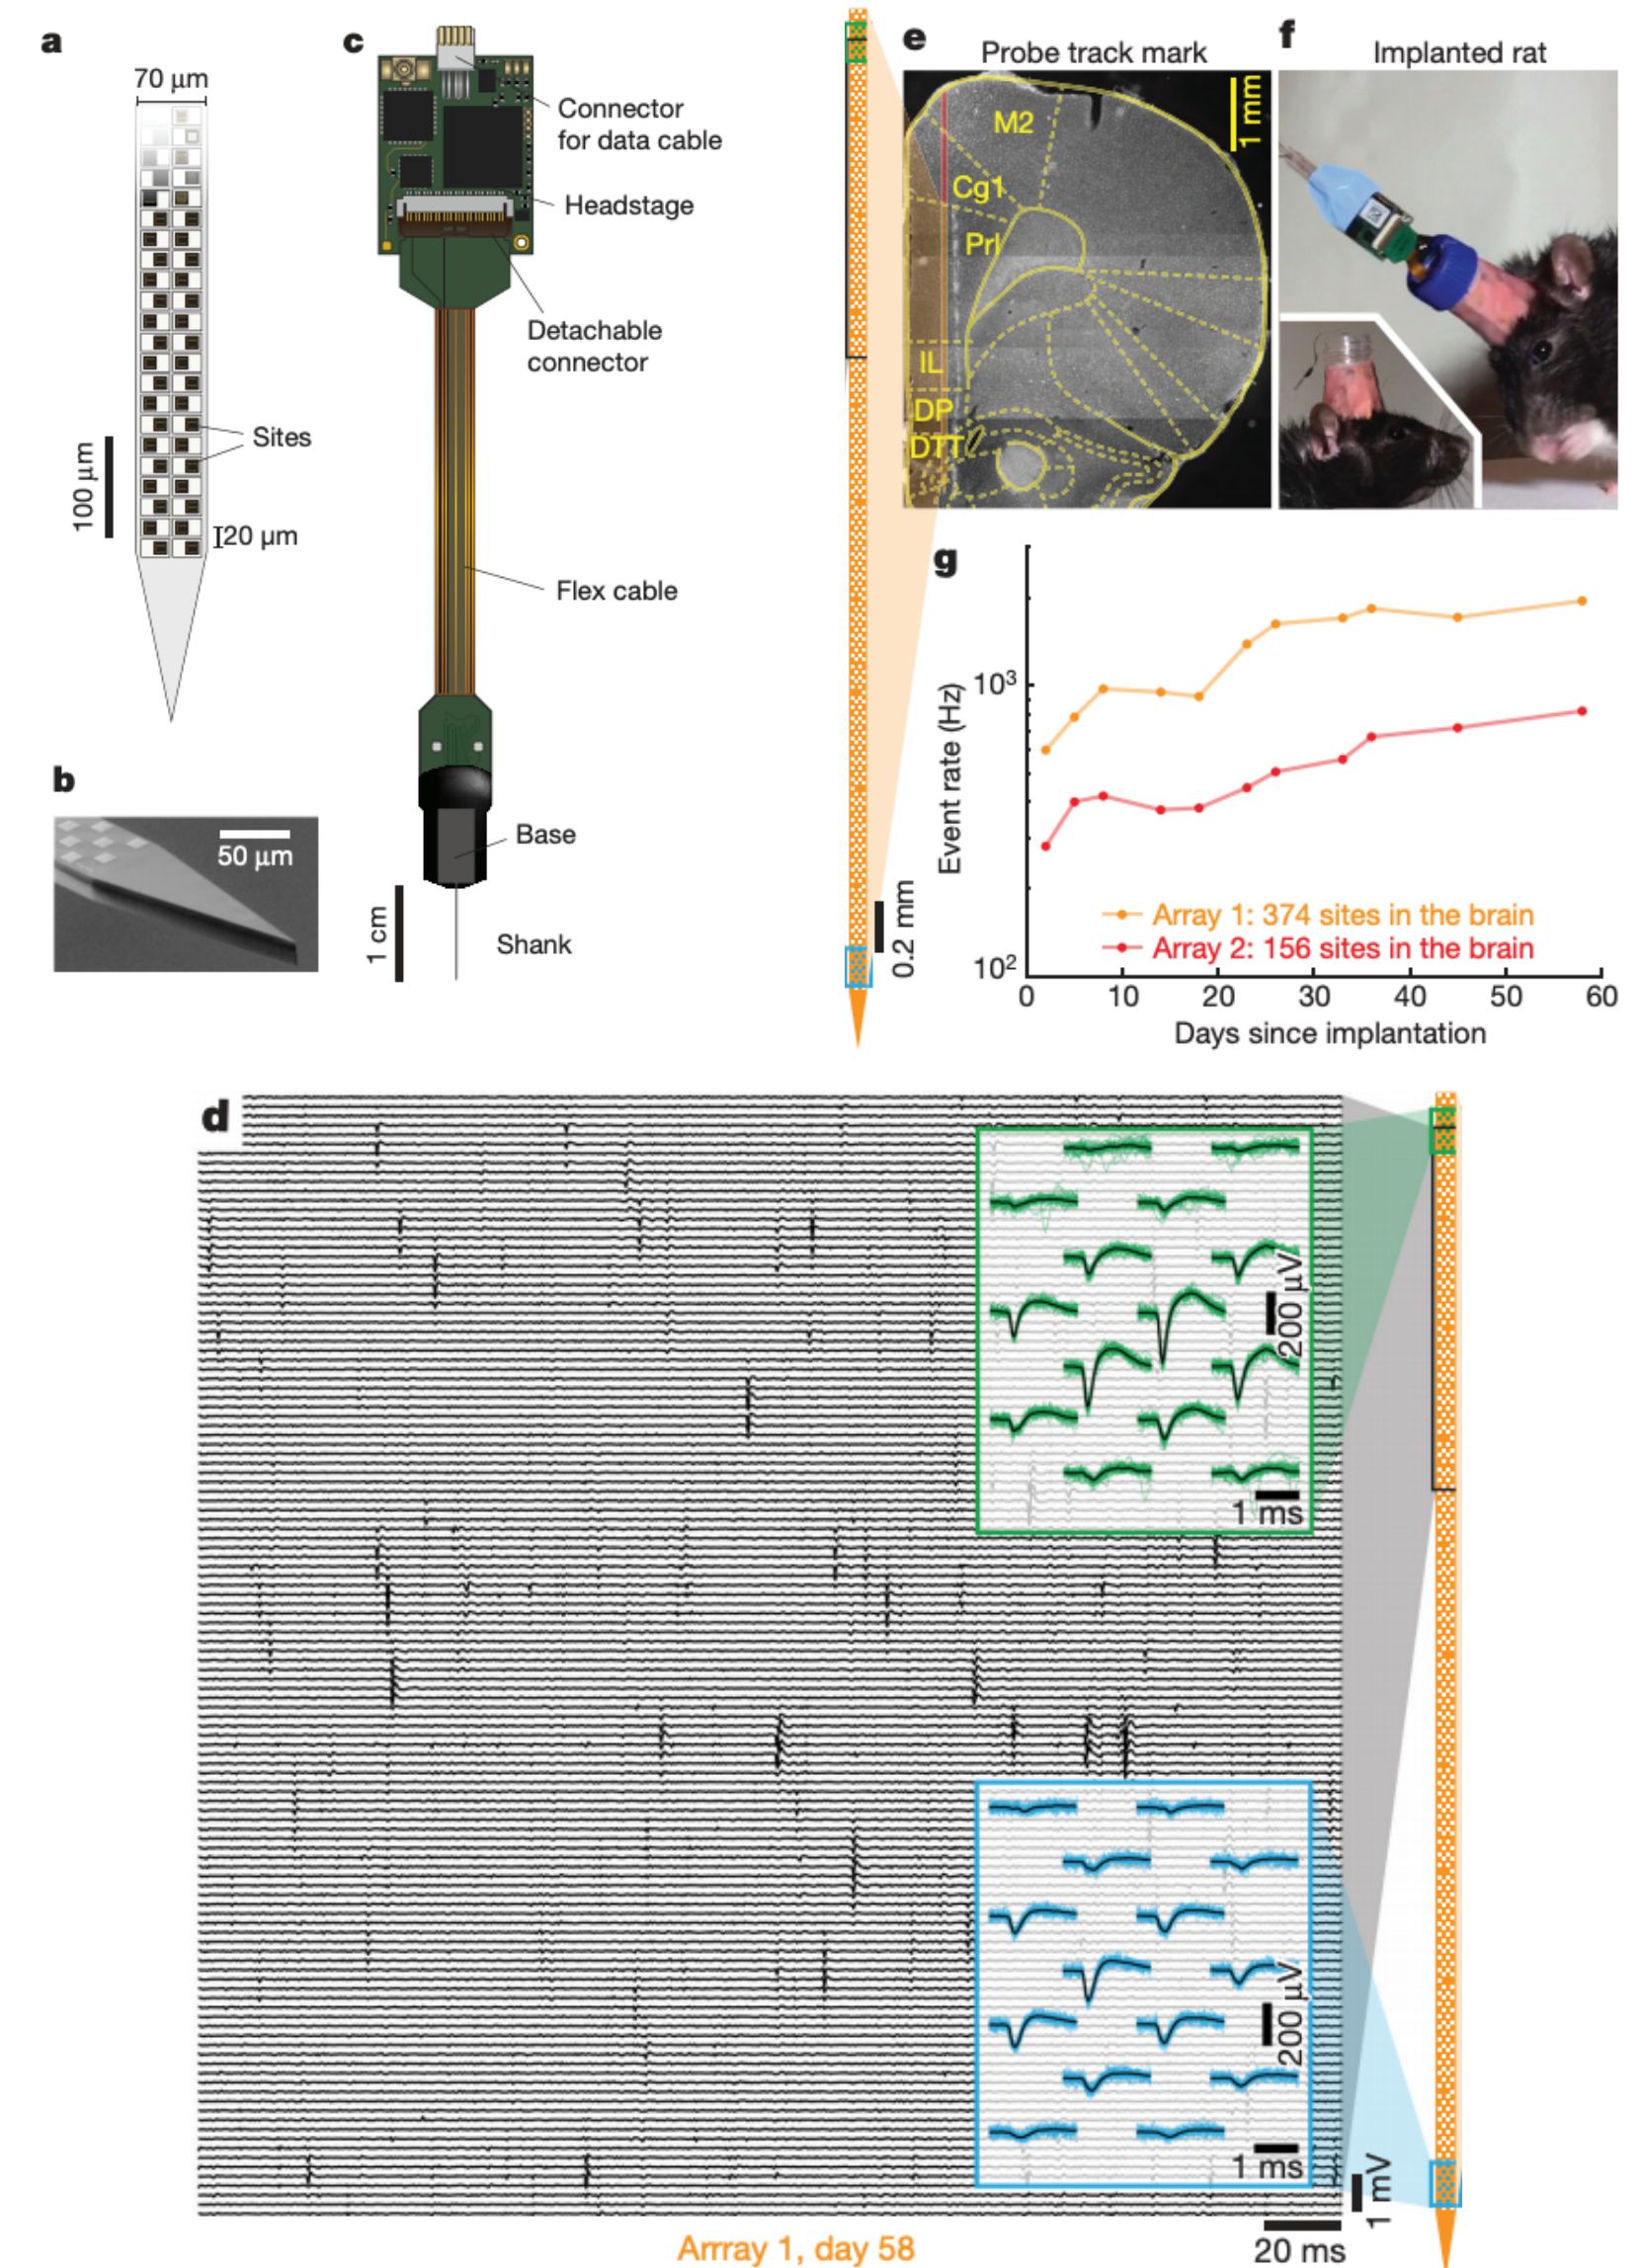 a
70 μm
Sites
100 μm
20 μm
b
50 μm
c
Connector
for data cable
Headstage
Detachable
connector
Flex cable
Base
1 cm
Shank
0.2 mm
e
Probe track mark
1 mm
M2
Cg1
Prl
IL
DP
DTT
f
Implanted rat
g
Event rate (Hz)
10³
10²
Array 1: 374 sites in the brain
Array 2: 156 sites in the brain
0 10 20 30 40 50 60
Days since implantation
d
200 μV
1 ms
200 μV
1 ms
1 mV
20 ms
Arrray 1, day 58